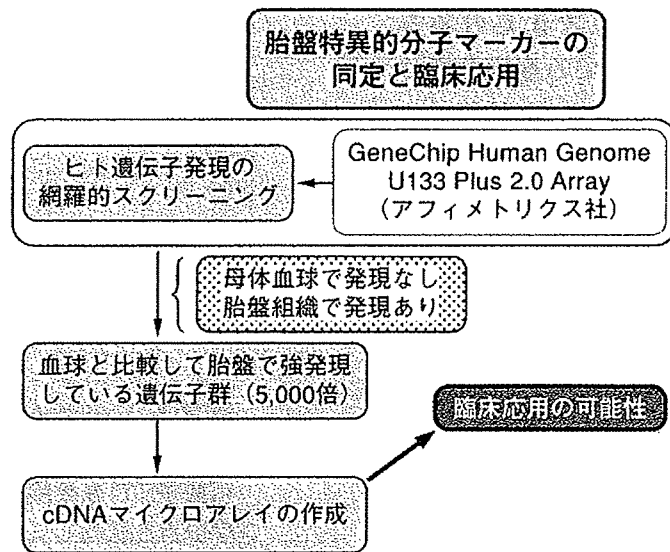 胎盤特異的分子マーカーの
同定と臨床応用
ヒト遺伝子発現の
網羅的スクリーニング
GeneChip Human Genome
U133 Plus 2.0 Array
（アフィメトリクス社）
母体血球で発現なし
胎盤組織で発現あり
血球と比較して胎盤で強発現
している遺伝子群（5,000倍）
臨床応用の可能性
cDNAマイクロアレイの作成